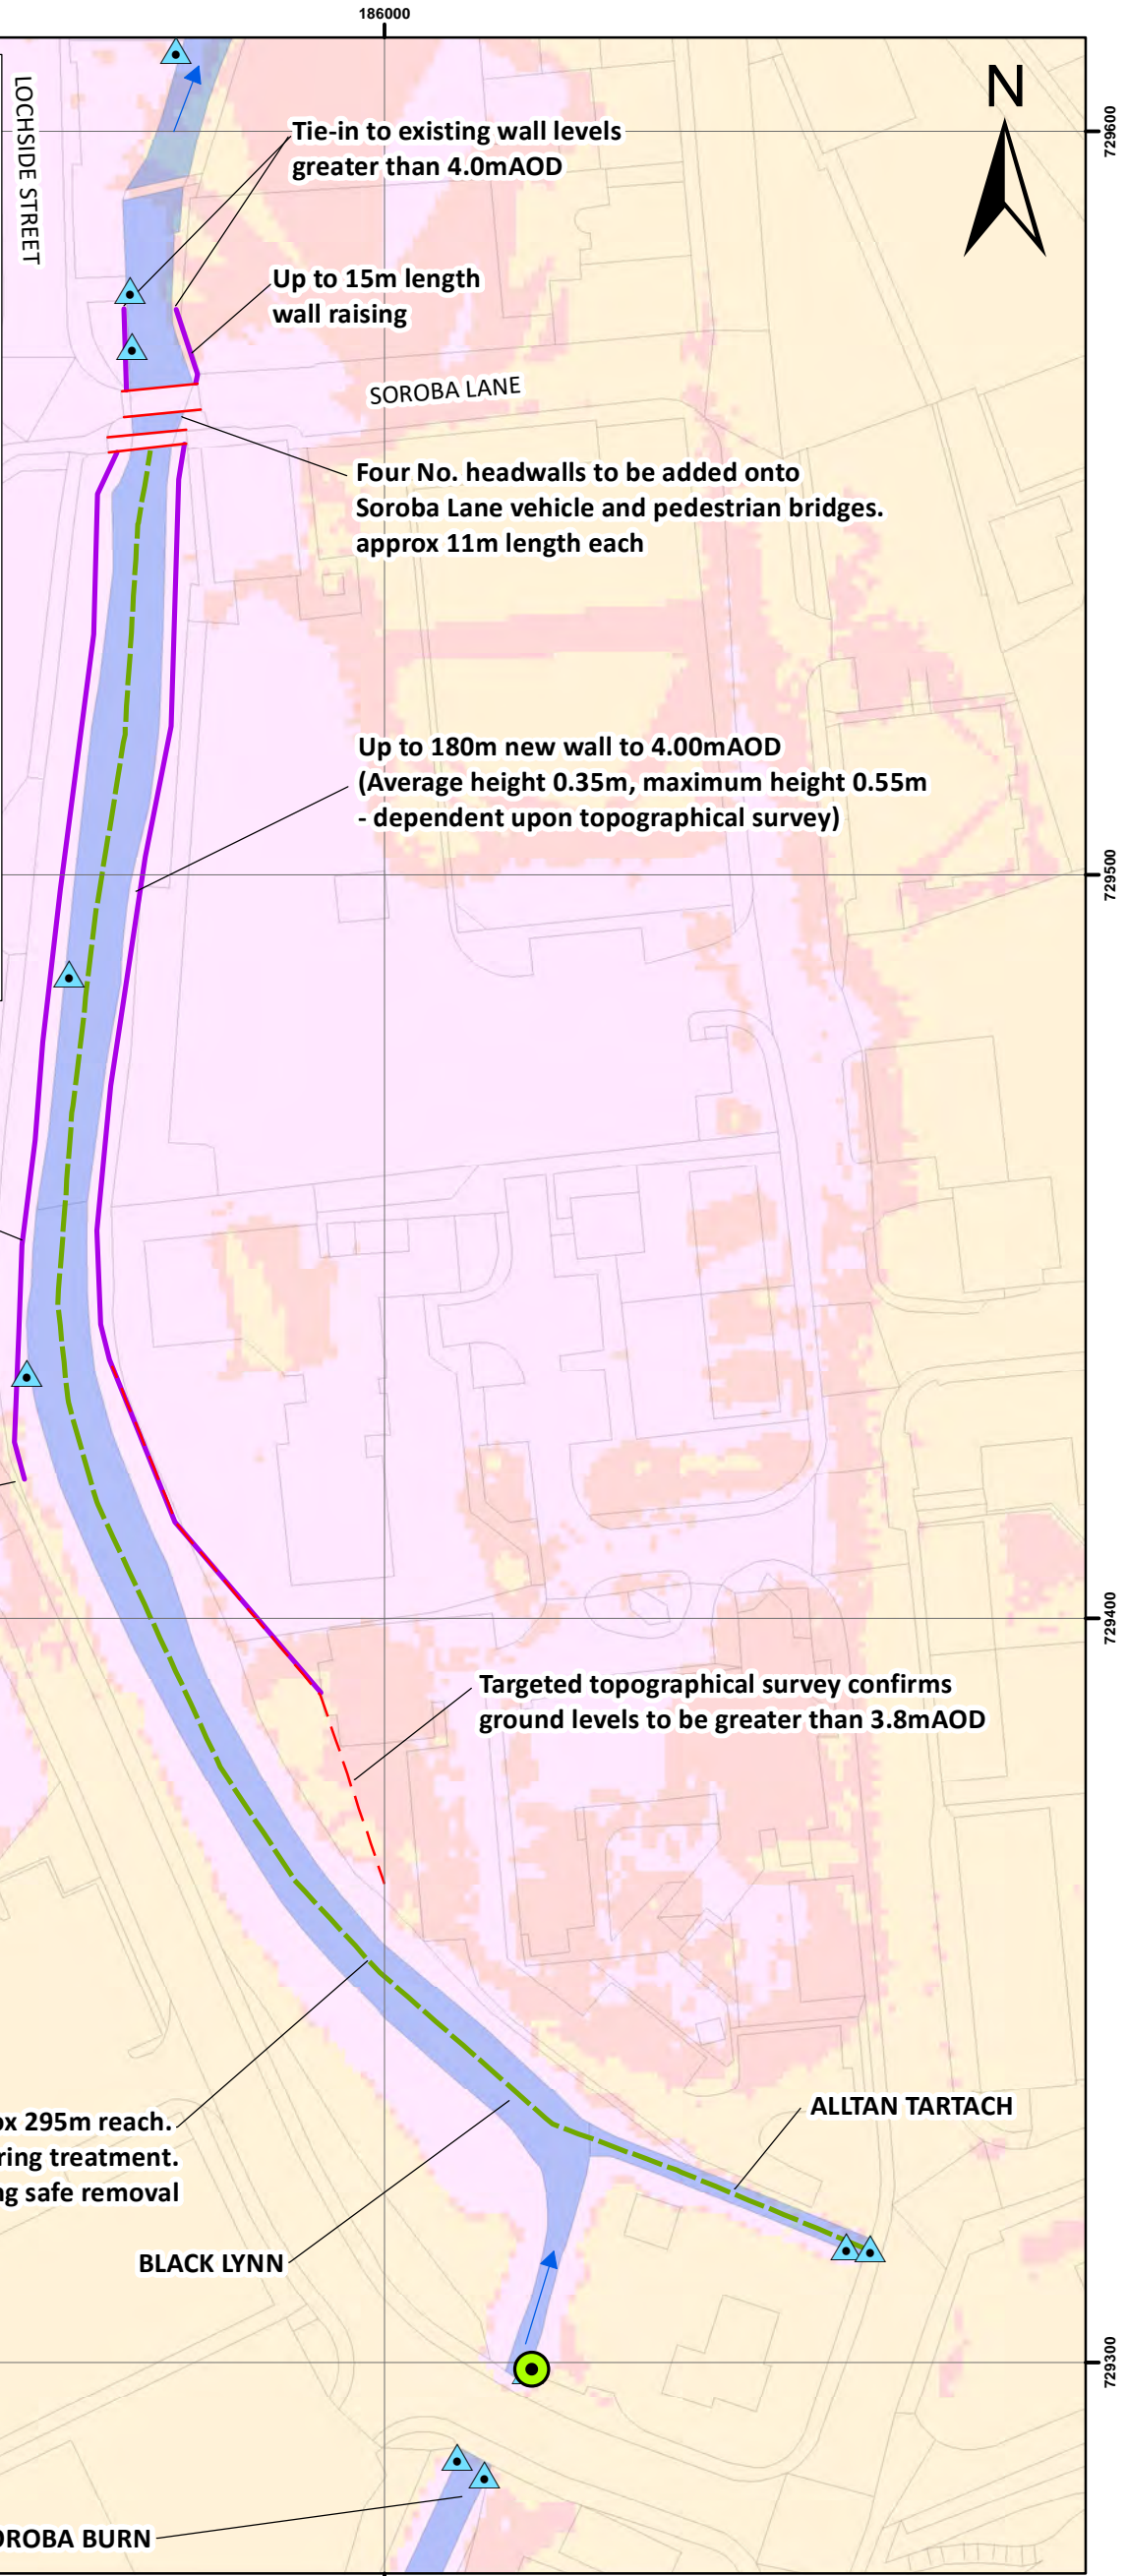 186000
N
LOCHSIDE STREET
729600
Tie-in to existing wall levels
greater than 4.0mAOD
Up to 15m length
wall raising
SOROBA LANE
Four No. headwalls to be added onto
Soroba Lane vehicle and pedestrian bridges.
approx 11m length each
Up to 180m new wall to 4.00mAOD
(Average height 0.35m, maximum height 0.55m
- dependent upon topographical survey)
729500
729400
Targeted topographical survey confirms
ground levels to be greater than 3.8mAOD
ox 295m reach.
ring treatment.
ng safe removal
ALLTAN TARTACH
BLACK LYNN
729300
OROBA BURN